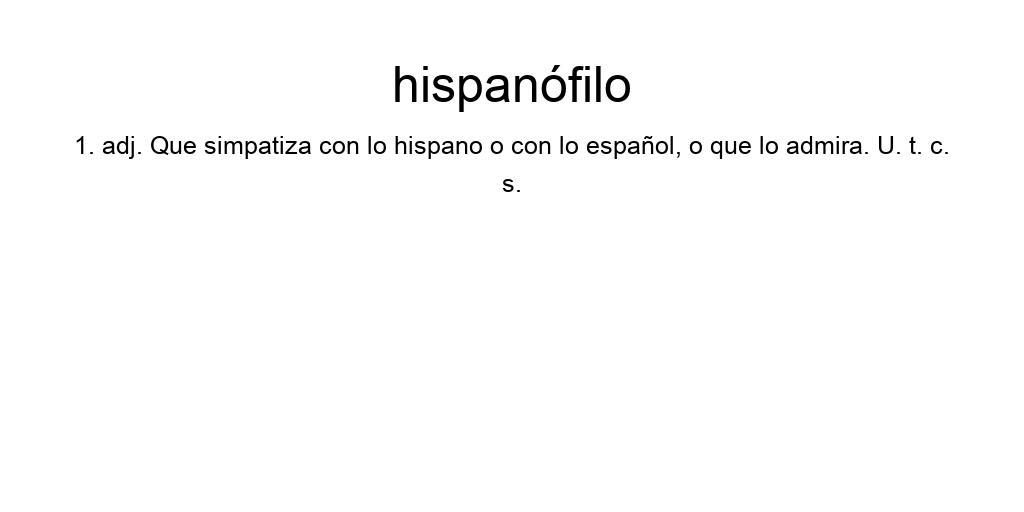 hispanófilo
1. adj. Que simpatiza con lo hispano o con lo español, o que lo admira. U. t. c.
s.